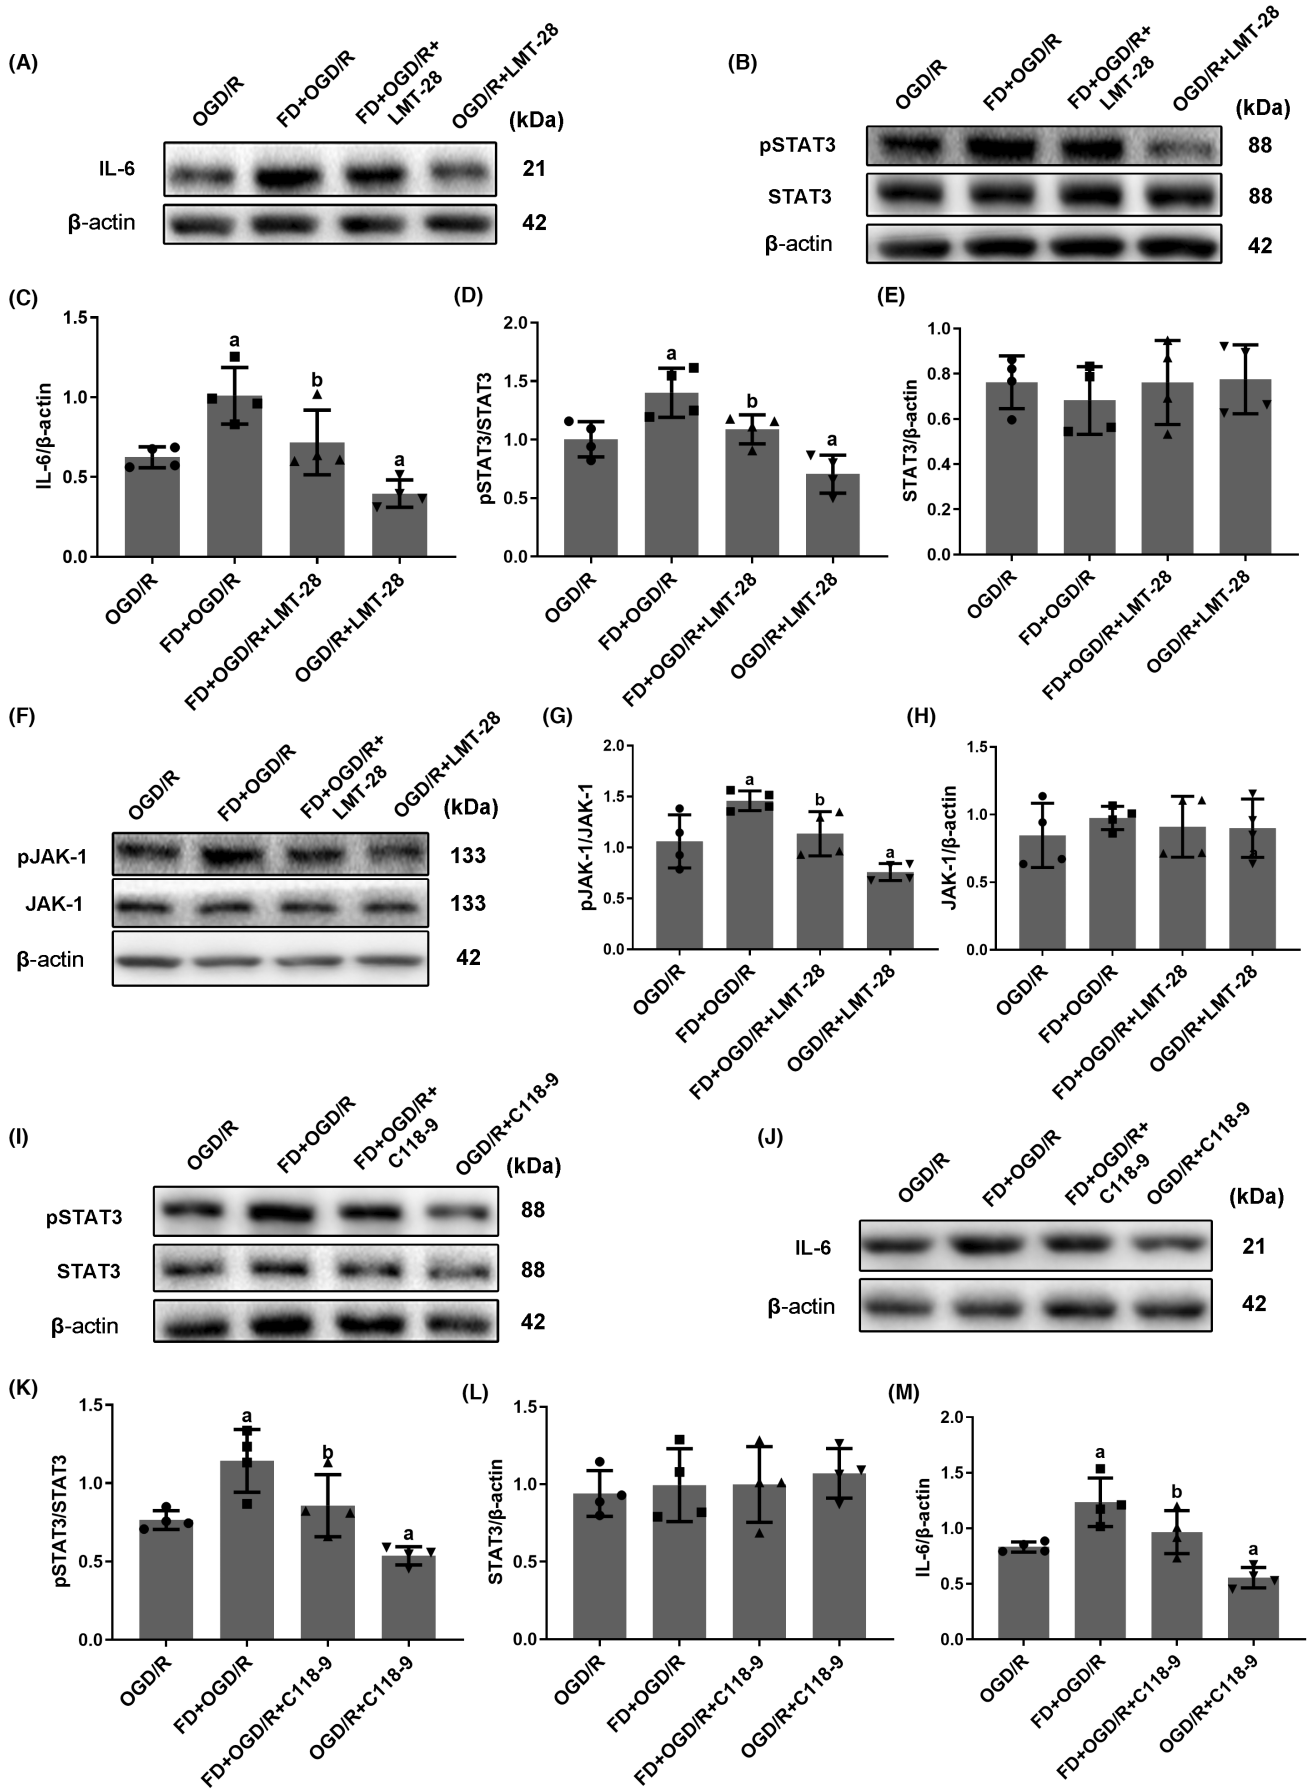 (A)
OGD/R
FD+OGD/R
FD+OGD/R+
LMT-28
OGD/R+LMT-28
(kDa)
IL-6
21
β-actin
42
(B)
OGD/R
FD+OGD/R
FD+OGD/R+
LMT-28
OGD/R+LMT-28
(kDa)
pSTAT3
88
STAT3
88
β-actin
42
(C)
IL-6/β-actin
1.5
1.0
0.5
0.0
a
b
a
OGD/R
FD+OGD/R
FD+OGD/R+LMT-28
OGD/R+LMT-28
(D)
pSTAT3/STAT3
2.0
1.5
1.0
0.5
0.0
a
b
a
OGD/R
FD+OGD/R
FD+OGD/R+LMT-28
OGD/R+LMT-28
(E)
STAT3/β-actin
1.0
0.8
0.6
0.4
0.2
0.0
OGD/R
FD+OGD/R
FD+OGD/R+LMT-28
OGD/R+LMT-28
(F)
OGD/R
FD+OGD/R
FD+OGD/R+
LMT-28
OGD/R+LMT-28
(kDa)
pJAK-1
133
JAK-1
133
β-actin
42
(G)
pJAK-1/JAK-1
2.0
1.5
1.0
0.5
0.0
a
b
a
OGD/R
FD+OGD/R
FD+OGD/R+LMT-28
OGD/R+LMT-28
(H)
JAK-1/β-actin
1.5
1.0
0.5
0.0
a
OGD/R
FD+OGD/R
FD+OGD/R+LMT-28
OGD/R+LMT-28
(I)
OGD/R
FD+OGD/R
FD+OGD/R+
C118-9
OGD/R+C118-9
(kDa)
pSTAT3
88
STAT3
88
β-actin
42
(J)
OGD/R
FD+OGD/R
FD+OGD/R+
C118-9
OGD/R+C118-9
(kDa)
IL-6
21
β-actin
42
(K)
pSTAT3/STAT3
1.5
1.0
0.5
0.0
a
b
a
OGD/R
FD+OGD/R
FD+OGD/R+C118-9
OGD/R+C118-9
(L)
STAT3/β-actin
1.5
1.0
0.5
0.0
OGD/R
FD+OGD/R
FD+OGD/R+C118-9
OGD/R+C118-9
(M)
IL-6/β-actin
2.0
1.5
1.0
0.5
0.0
a
b
a
OGD/R
FD+OGD/R
FD+OGD/R+C118-9
OGD/R+C118-9